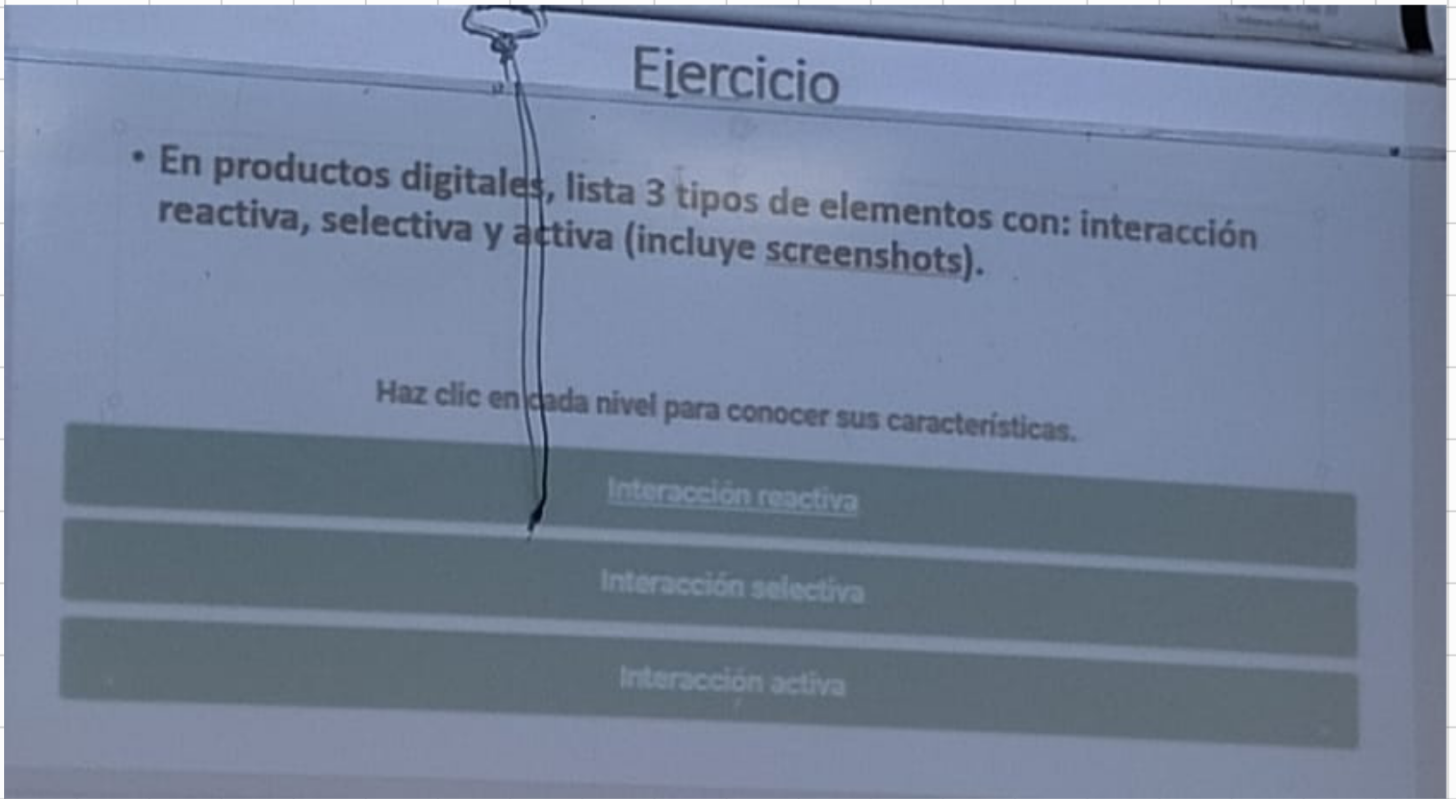 Ejercicio
• En productos digitales, lista 3 tipos de elementos con: interacción
reactiva, selectiva y activa (incluye screenshots).
Haz clic en cada nivel para conocer sus características.
Interacción reactiva
Interacción selectiva
Interacción activa